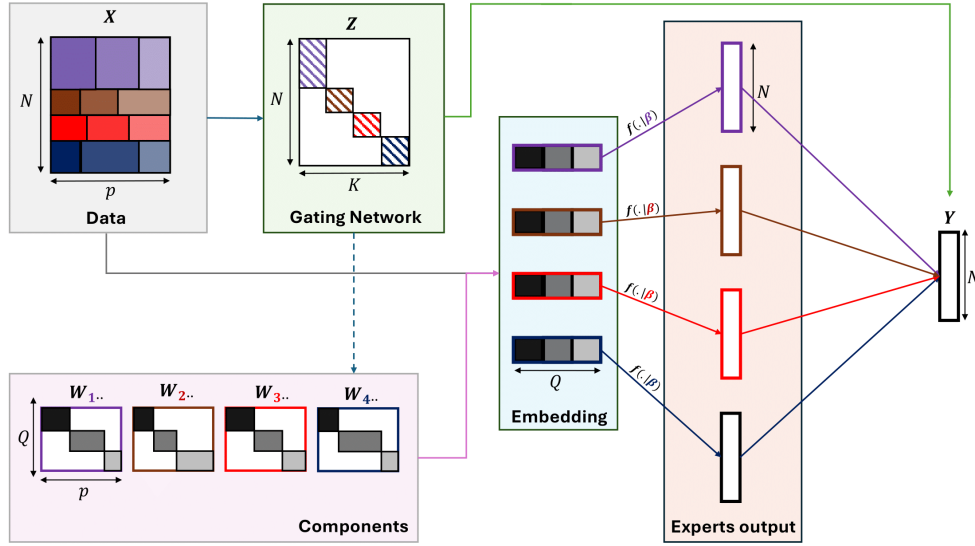 X
N
p
Data
Z
N
K
Gating Network
W₁..
W₂..
W₃..
W₄..
Q
p
Components
Q
Embedding
f(.|β)
f(.|β)
f(.|β)
f(.|β)
N
Experts output
Y
N